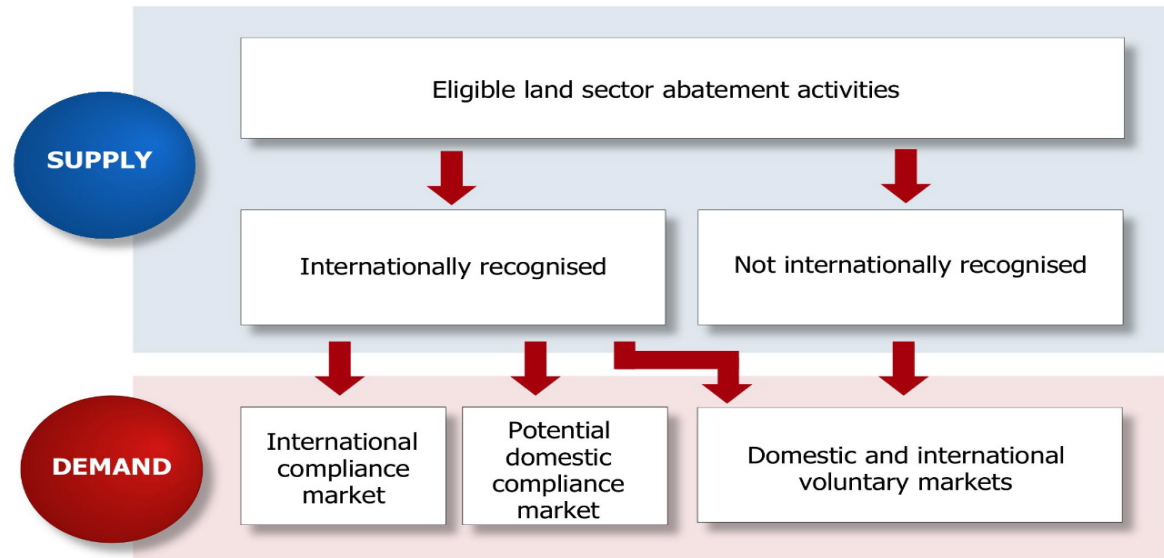 SUPPLY
Eligible land sector abatement activities
Internationally recognised
Not internationally recognised
DEMAND
International
compliance
market
Potential
domestic
compliance
market
Domestic and international
voluntary markets